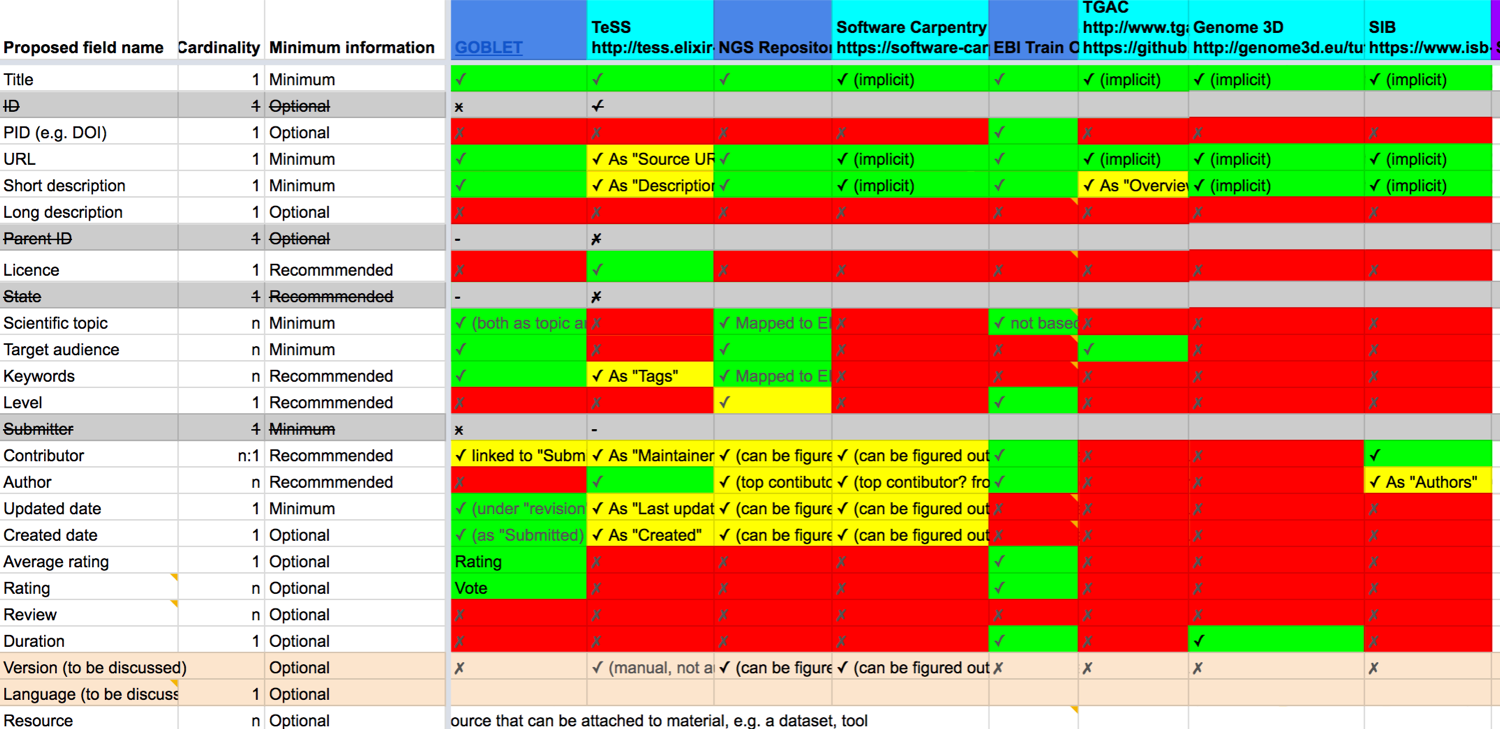 Proposed field name Cardinality Minimum information GOBLET TeSS http://tess.elixir- NGS Repositor Software Carpentry https://software-car EBI Train O TGAC http://www.tga https://github. Genome 3D http://genome3d.eu/tu SIB https://www.isb-
Title 1 Minimum ✓ ✓ ✓ ✓ (implicit) ✓ (implicit) ✓ (implicit) ✓ (implicit)
ID 1 Optional x ✓
PID (e.g. DOI) 1 Optional ✗ ✗ ✗ ✗ ✓ ✗ ✗ ✗
URL 1 Minimum ✓ ✓ As "Source UR ✓ ✓ (implicit) ✓ ✓ (implicit) ✓ (implicit) ✓ (implicit)
Short description 1 Minimum ✓ ✓ As "Description ✓ ✓ (implicit) ✓ ✓ As "Overview ✓ (implicit) ✓ (implicit)
Long description 1 Optional ✗ ✗ ✗ ✗ ✗ ✗ ✗ ✗
Parent ID 1 Optional - ✗
Licence 1 Recommmended ✗ ✓ ✗ ✗ ✗ ✗ ✗ ✗
State 1 Recommmended - ✗
Scientific topic n Minimum ✓ (both as topic an ✗ ✓ Mapped to E ✗ ✓ not based ✗ ✗ ✗
Target audience n Minimum ✓ ✗ ✓ ✗ ✗ ✓ ✗ ✗
Keywords n Recommmended ✓ ✓ As "Tags" ✓ Mapped to E ✗ ✗ ✗ ✗ ✗
Level 1 Recommmended ✗ ✗ ✓ ✗ ✓ ✗ ✗ ✗
Submitter 1 Minimum x -
Contributor n:1 Recommmended ✓ linked to "Subm ✓ As "Maintainer ✓ (can be figure ✓ (can be figured out ✓ ✗ ✗ ✓
Author n Recommmended ✗ ✓ ✓ (top contibuto ✓ (top contibutor? fro ✓ ✗ ✗ ✓ As "Authors"
Updated date 1 Minimum ✓ (under "revision ✓ As "Last updat ✓ (can be figure ✓ (can be figured out ✗ ✗ ✗ ✗
Created date 1 Optional ✓ (as "Submitted) ✓ As "Created" ✓ (can be figure ✓ (can be figured out ✗ ✗ ✗ ✗
Average rating 1 Optional Rating ✗ ✗ ✗ ✓ ✗ ✗ ✗
Rating n Optional Vote ✗ ✗ ✗ ✓ ✗ ✗ ✗
Review n Optional ✗ ✗ ✗ ✗ ✗ ✗ ✗ ✗
Duration 1 Optional ✗ ✗ ✗ ✗ ✓ ✗ ✓ ✗
Version (to be discussed) Optional ✗ ✓ (manual, not a ✓ (can be figure ✓ (can be figured out ✗ ✗ ✗ ✗
Language (to be discuss 1 Optional
Resource n Optional ource that can be attached to material, e.g. a dataset, tool